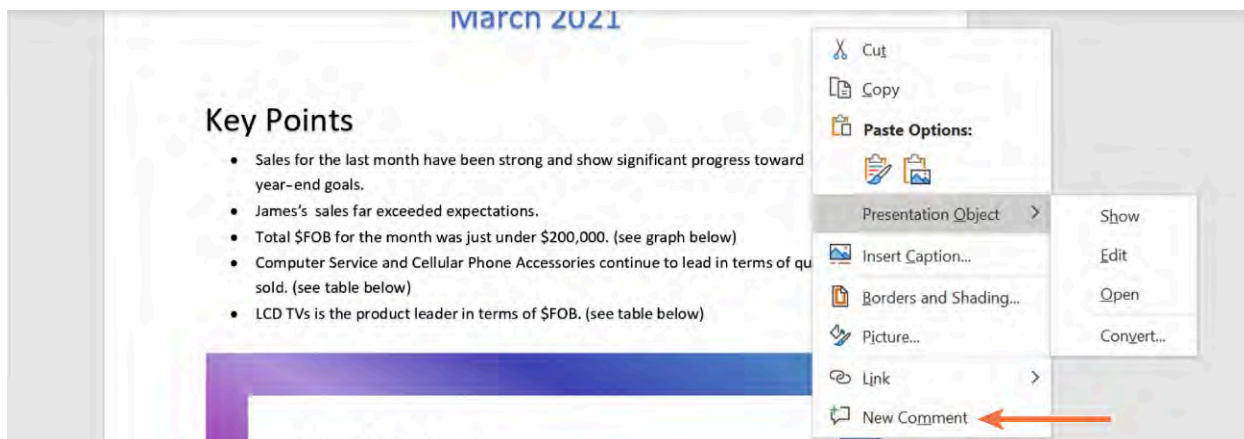 March 2021
Key Points
• Sales for the last month have been strong and show significant progress toward
year-end goals.
• James's sales far exceeded expectations.
• Total $FOB for the month was just under $200,000. (see graph below)
• Computer Service and Cellular Phone Accessories continue to lead in terms of qu
sold. (see table below)
• LCD TVs is the product leader in terms of $FOB. (see table below)
Cut
Copy
Paste Options:
Presentation Object >
Insert Caption...
Borders and Shading...
Picture...
Link >
New Comment
Show
Edit
Open
Convert...